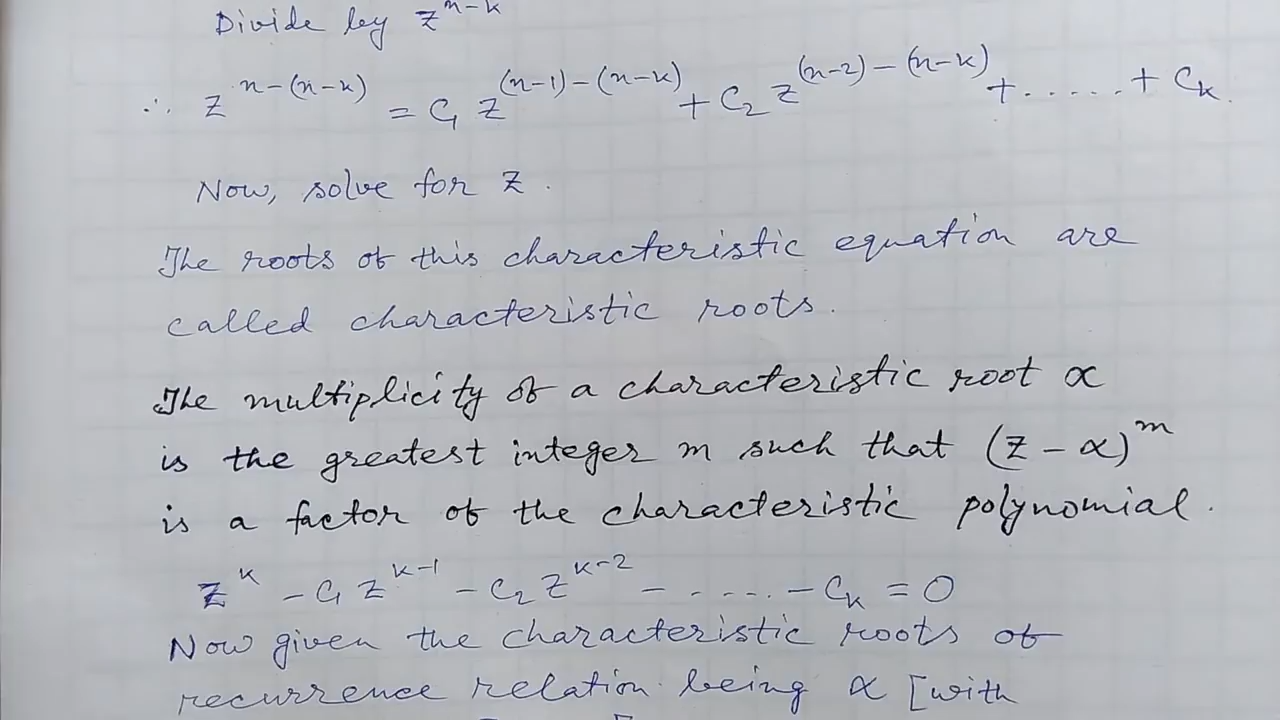 Divide by z^{n-k}
∴ z^{n-(n-k)} = C₁ z^{(n-1)-(n-k)} + C₂ z^{(n-2)-(n-k)} + ...... + Cₖ.
Now, solve for z.
The roots of this characteristic equation are
called characteristic roots.
The multiplicity of a characteristic root α
is the greatest integer m such that (z - α)^m
is a factor of the characteristic polynomial.
z^k - C₁ z^{k-1} - C₂ z^{k-2} - ..... - Cₖ = 0
Now given the characteristic roots of
recurrence relation being α [with